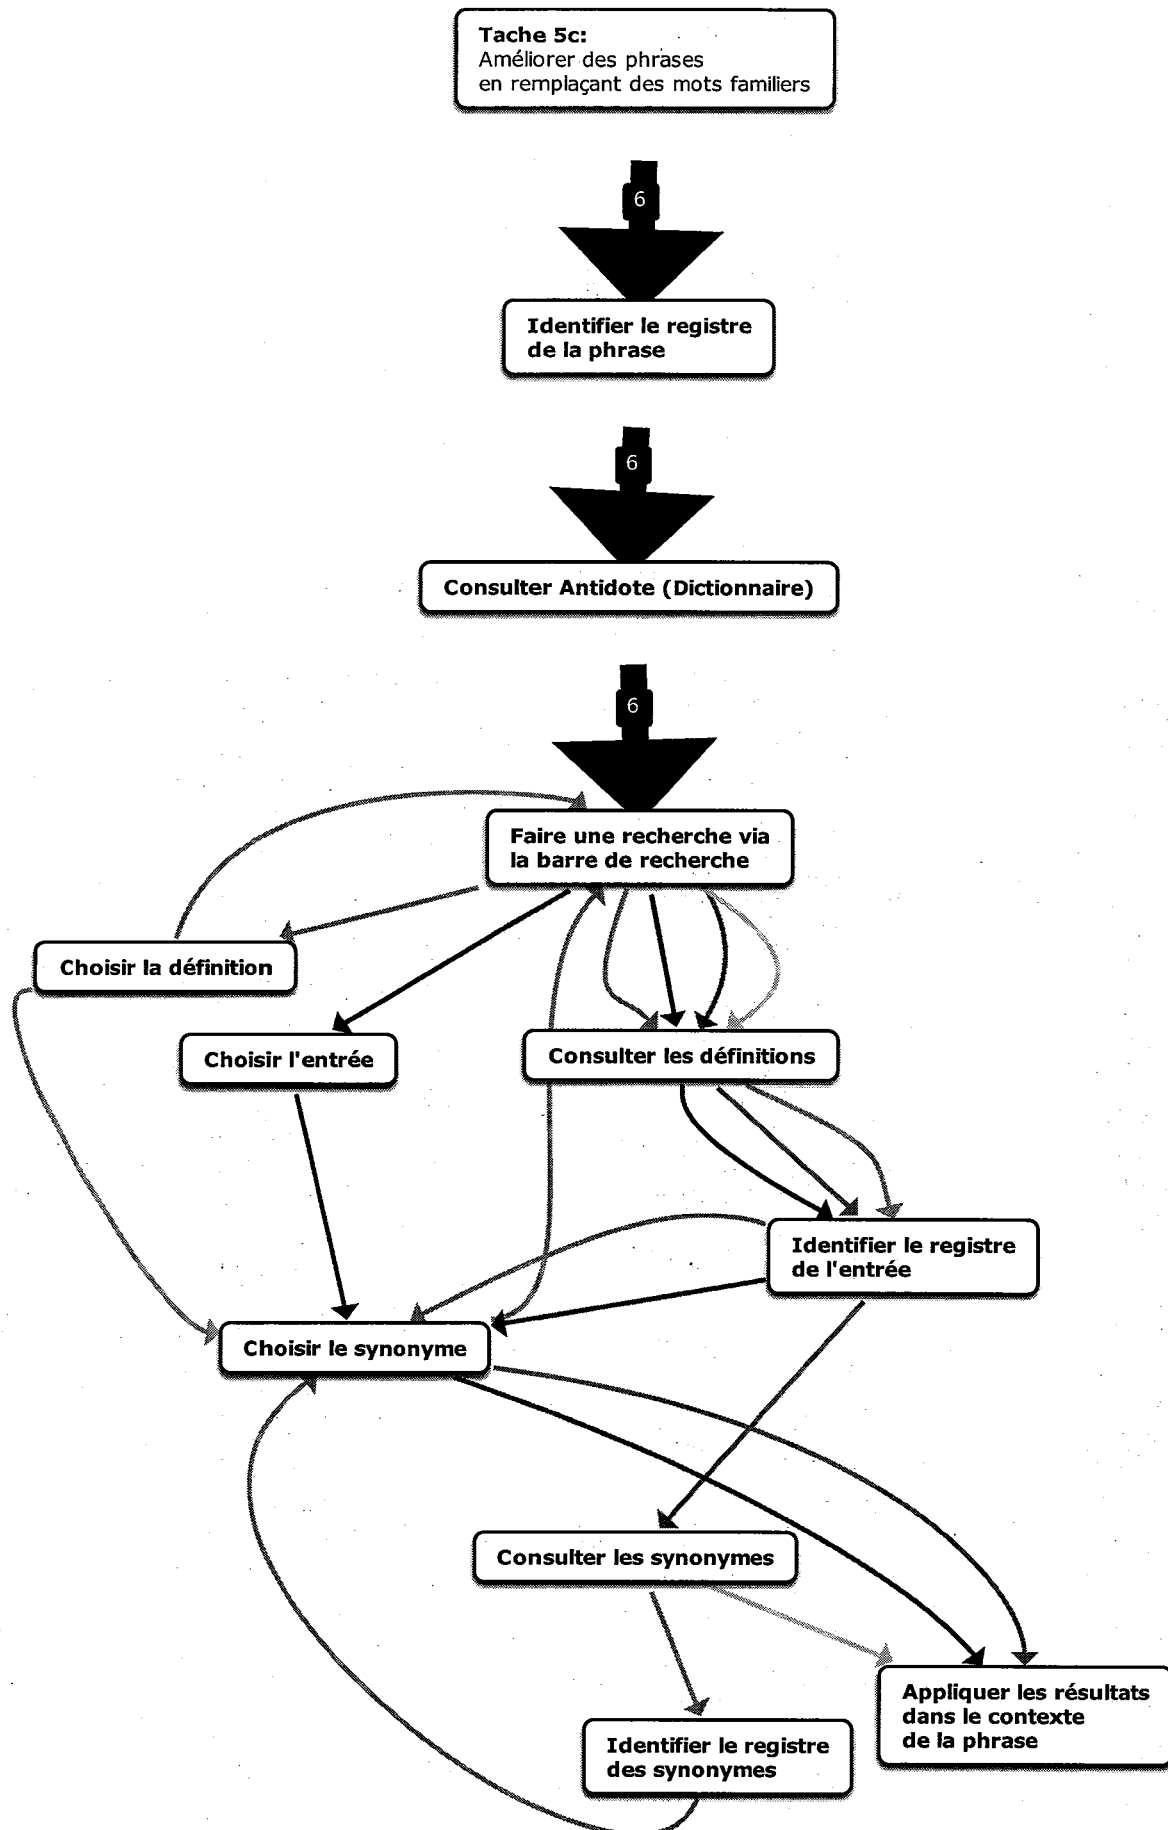 Tache 5c:
Améliorer des phrases
en remplaçant des mots familiers
6
Identifier le registre
de la phrase
6
Consulter Antidote (Dictionnaire)
6
Faire une recherche via
la barre de recherche
Choisir la définition
Choisir l'entrée
Consulter les définitions
Identifier le registre
de l'entrée
Choisir le synonyme
Consulter les synonymes
Appliquer les résultats
dans le contexte
de la phrase
Identifier le registre
des synonymes